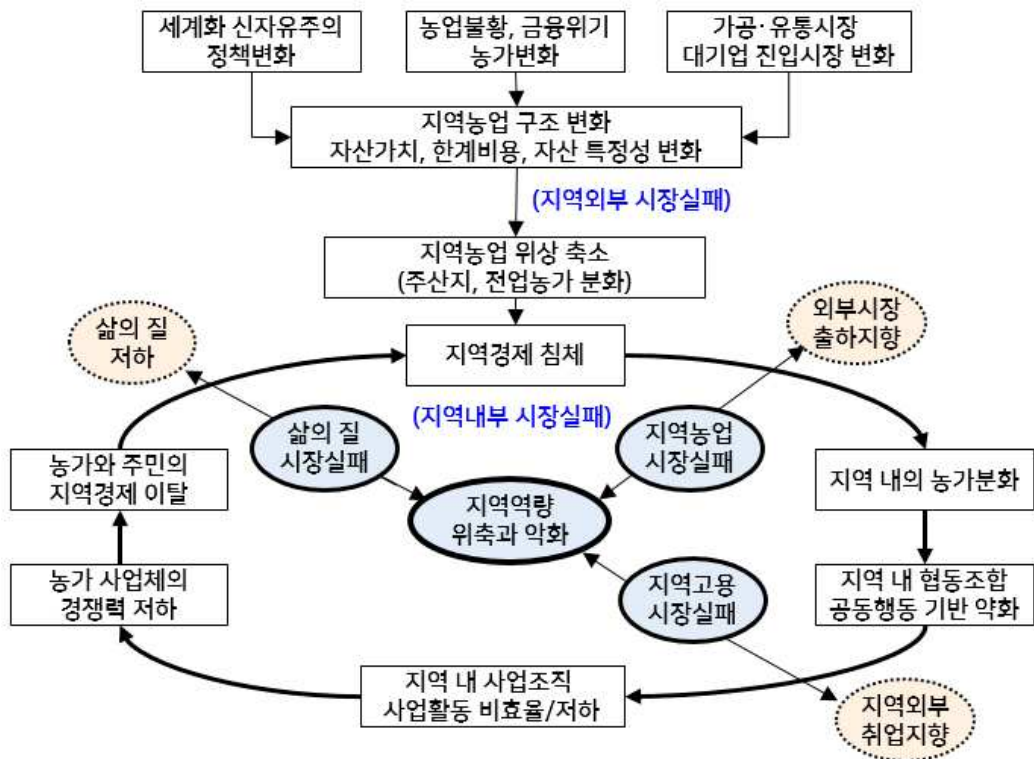 세계화 신자유주의
정책변화
농업불황, 금융위기
농가변화
가공·유통시장
대기업 진입시장 변화
지역농업 구조 변화
자산가치, 한계비용, 자산 특정성 변화
(지역외부 시장실패)
지역농업 위상 축소
(주산지, 전업농가 분화)
삶의 질
저하
외부시장
출하지향
지역경제 침체
(지역내부 시장실패)
삶의 질
시장실패
지역농업
시장실패
농가와 주민의
지역경제 이탈
지역 내의 농가분화
지역역량
위축과 악화
농가 사업체의
경쟁력 저하
지역고용
시장실패
지역 내 협동조합
공동행동 기반 약화
지역 내 사업조직
사업활동 비효율/저하
지역외부
취업지향